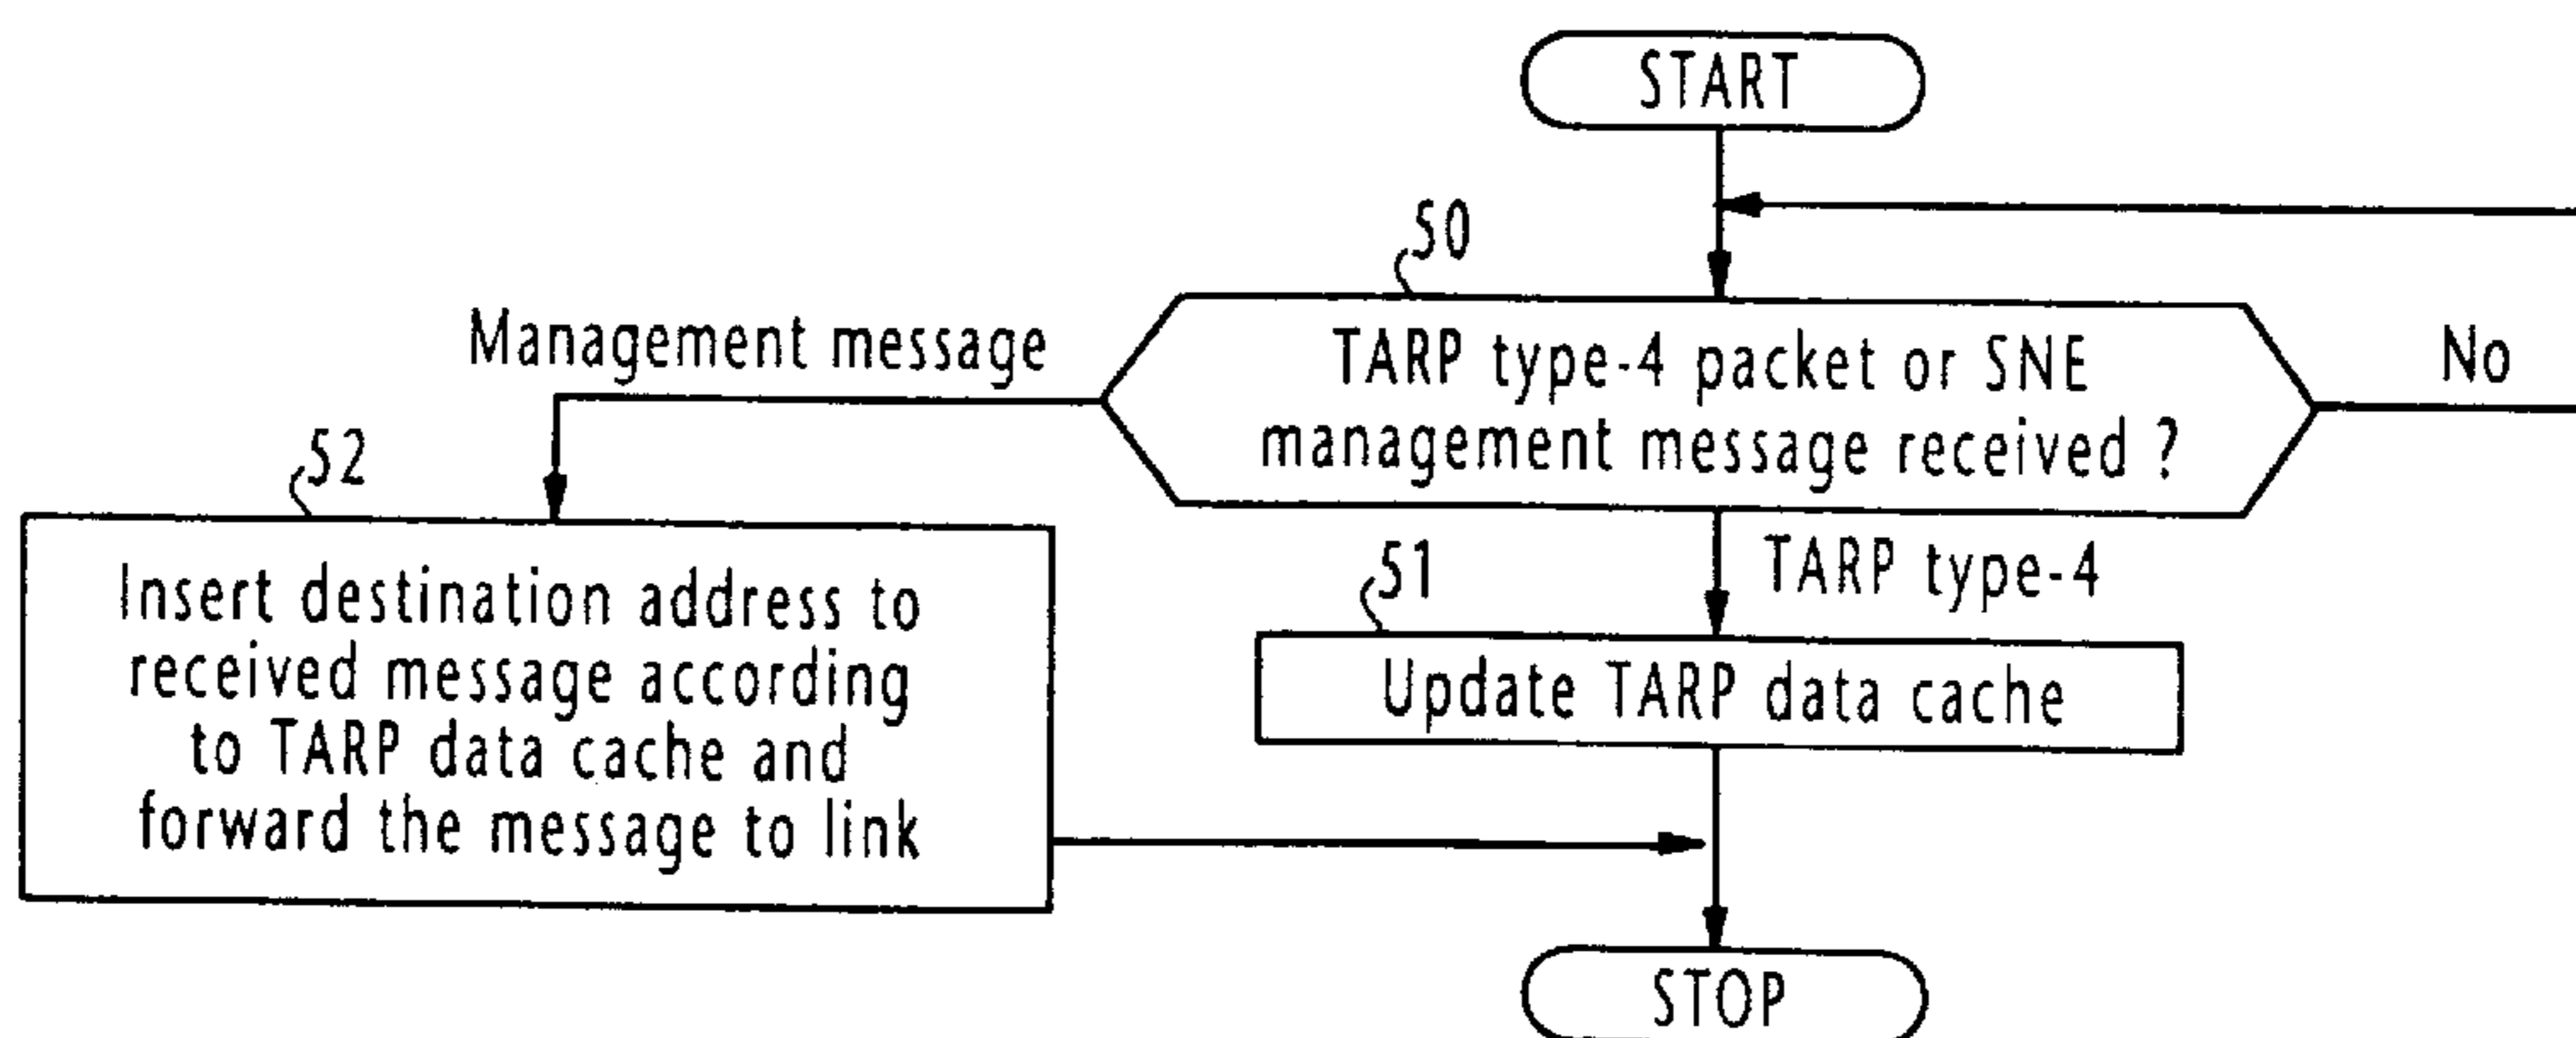 START
50
Management message
TARP type-4 packet or SNE
management message received ?
No
52
TARP type-4
51
Insert destination address to
received message according
to TARP data cache and
forward the message to link
Update TARP data cache
STOP